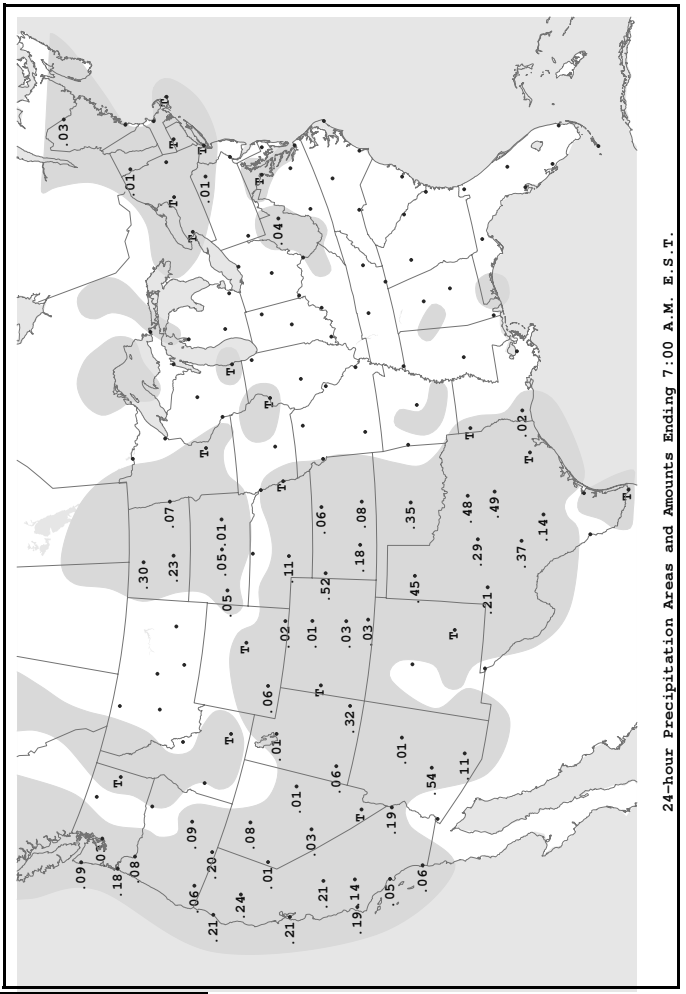 .03
.09
.03
.18
T
.01
.08
.30
T
.07
.23
T
T
.09
T
.06
T
T
.01
.20
.21
.05
.01
.05
T
T
.24
T
.08
T
.06
.01
T
.01
.04
T
.02
.11
.21
.01
.03
.01
T
.06
.21
.52
.06
.03
.32
.14
.19
T
.18
.08
.03
.05
.19
.01
.35
.45
.06
.54
T
.11
.48
T
.29
.21
.49
.37
.02
T
.14
T
24-hour Precipitation Areas and Amounts Ending 7:00 A.M. E.S.T.